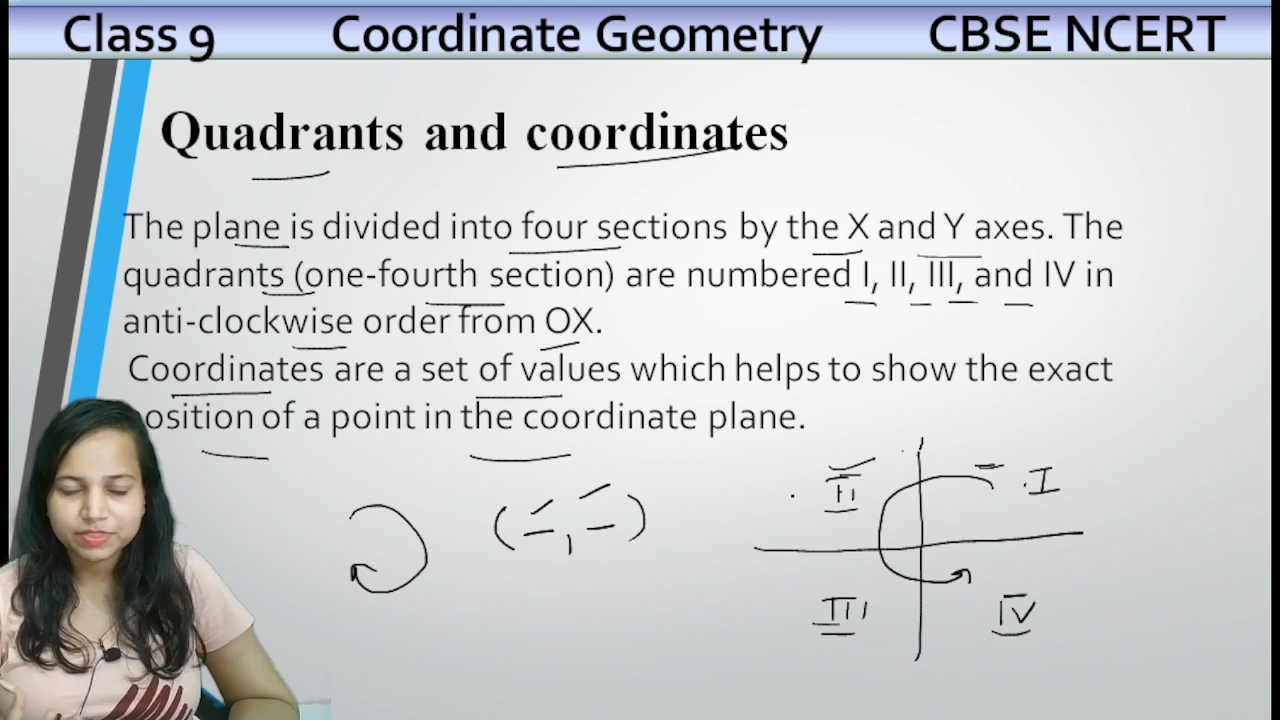 Class 9 Coordinate Geometry CBSE NCERT
Quadrants and coordinates
The plane is divided into four sections by the X and Y axes. The
quadrants (one-fourth section) are numbered I, II, III, and IV in
anti-clockwise order from OX.
Coordinates are a set of values which helps to show the exact
position of a point in the coordinate plane.
II I
( , )
III IV